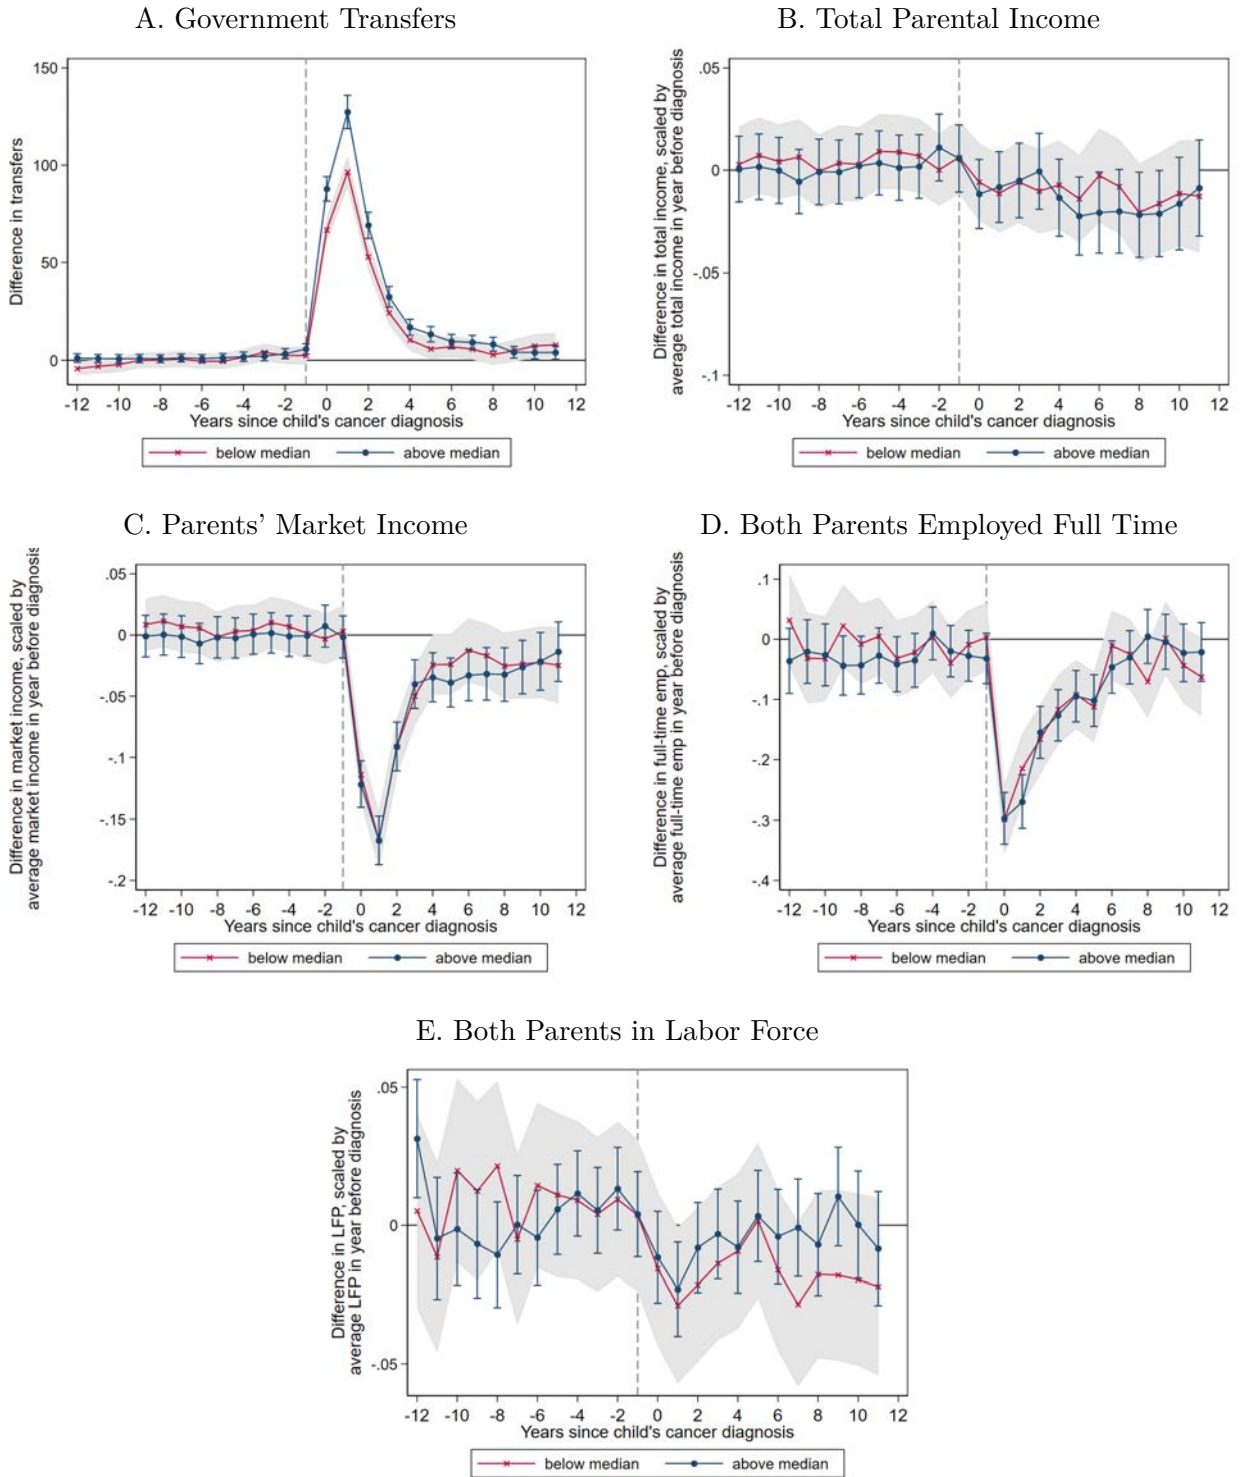 A. Government Transfers
Difference in transfers
150
100
50
0
-12 -10 -8 -6 -4 -2 0 2 4 6 8 10 12
Years since child's cancer diagnosis
below median above median
B. Total Parental Income
Difference in total income, scaled by
average total income in year before diagnosis
.05
0
-.05
-.1
-12 -10 -8 -6 -4 -2 0 2 4 6 8 10 12
Years since child's cancer diagnosis
below median above median
C. Parents' Market Income
Difference in market income, scaled by
average market income in year before diagnosis
.05
0
-.05
-.1
-.15
-.2
-12 -10 -8 -6 -4 -2 0 2 4 6 8 10 12
Years since child's cancer diagnosis
below median above median
D. Both Parents Employed Full Time
Difference in full-time emp, scaled by
average full-time emp in year before diagnosis
.1
0
-.1
-.2
-.3
-.4
-12 -10 -8 -6 -4 -2 0 2 4 6 8 10 12
Years since child's cancer diagnosis
below median above median
E. Both Parents in Labor Force
Difference in LFP, scaled by
average LFP in year before diagnosis
.05
0
-.05
-12 -10 -8 -6 -4 -2 0 2 4 6 8 10 12
Years since child's cancer diagnosis
below median above median